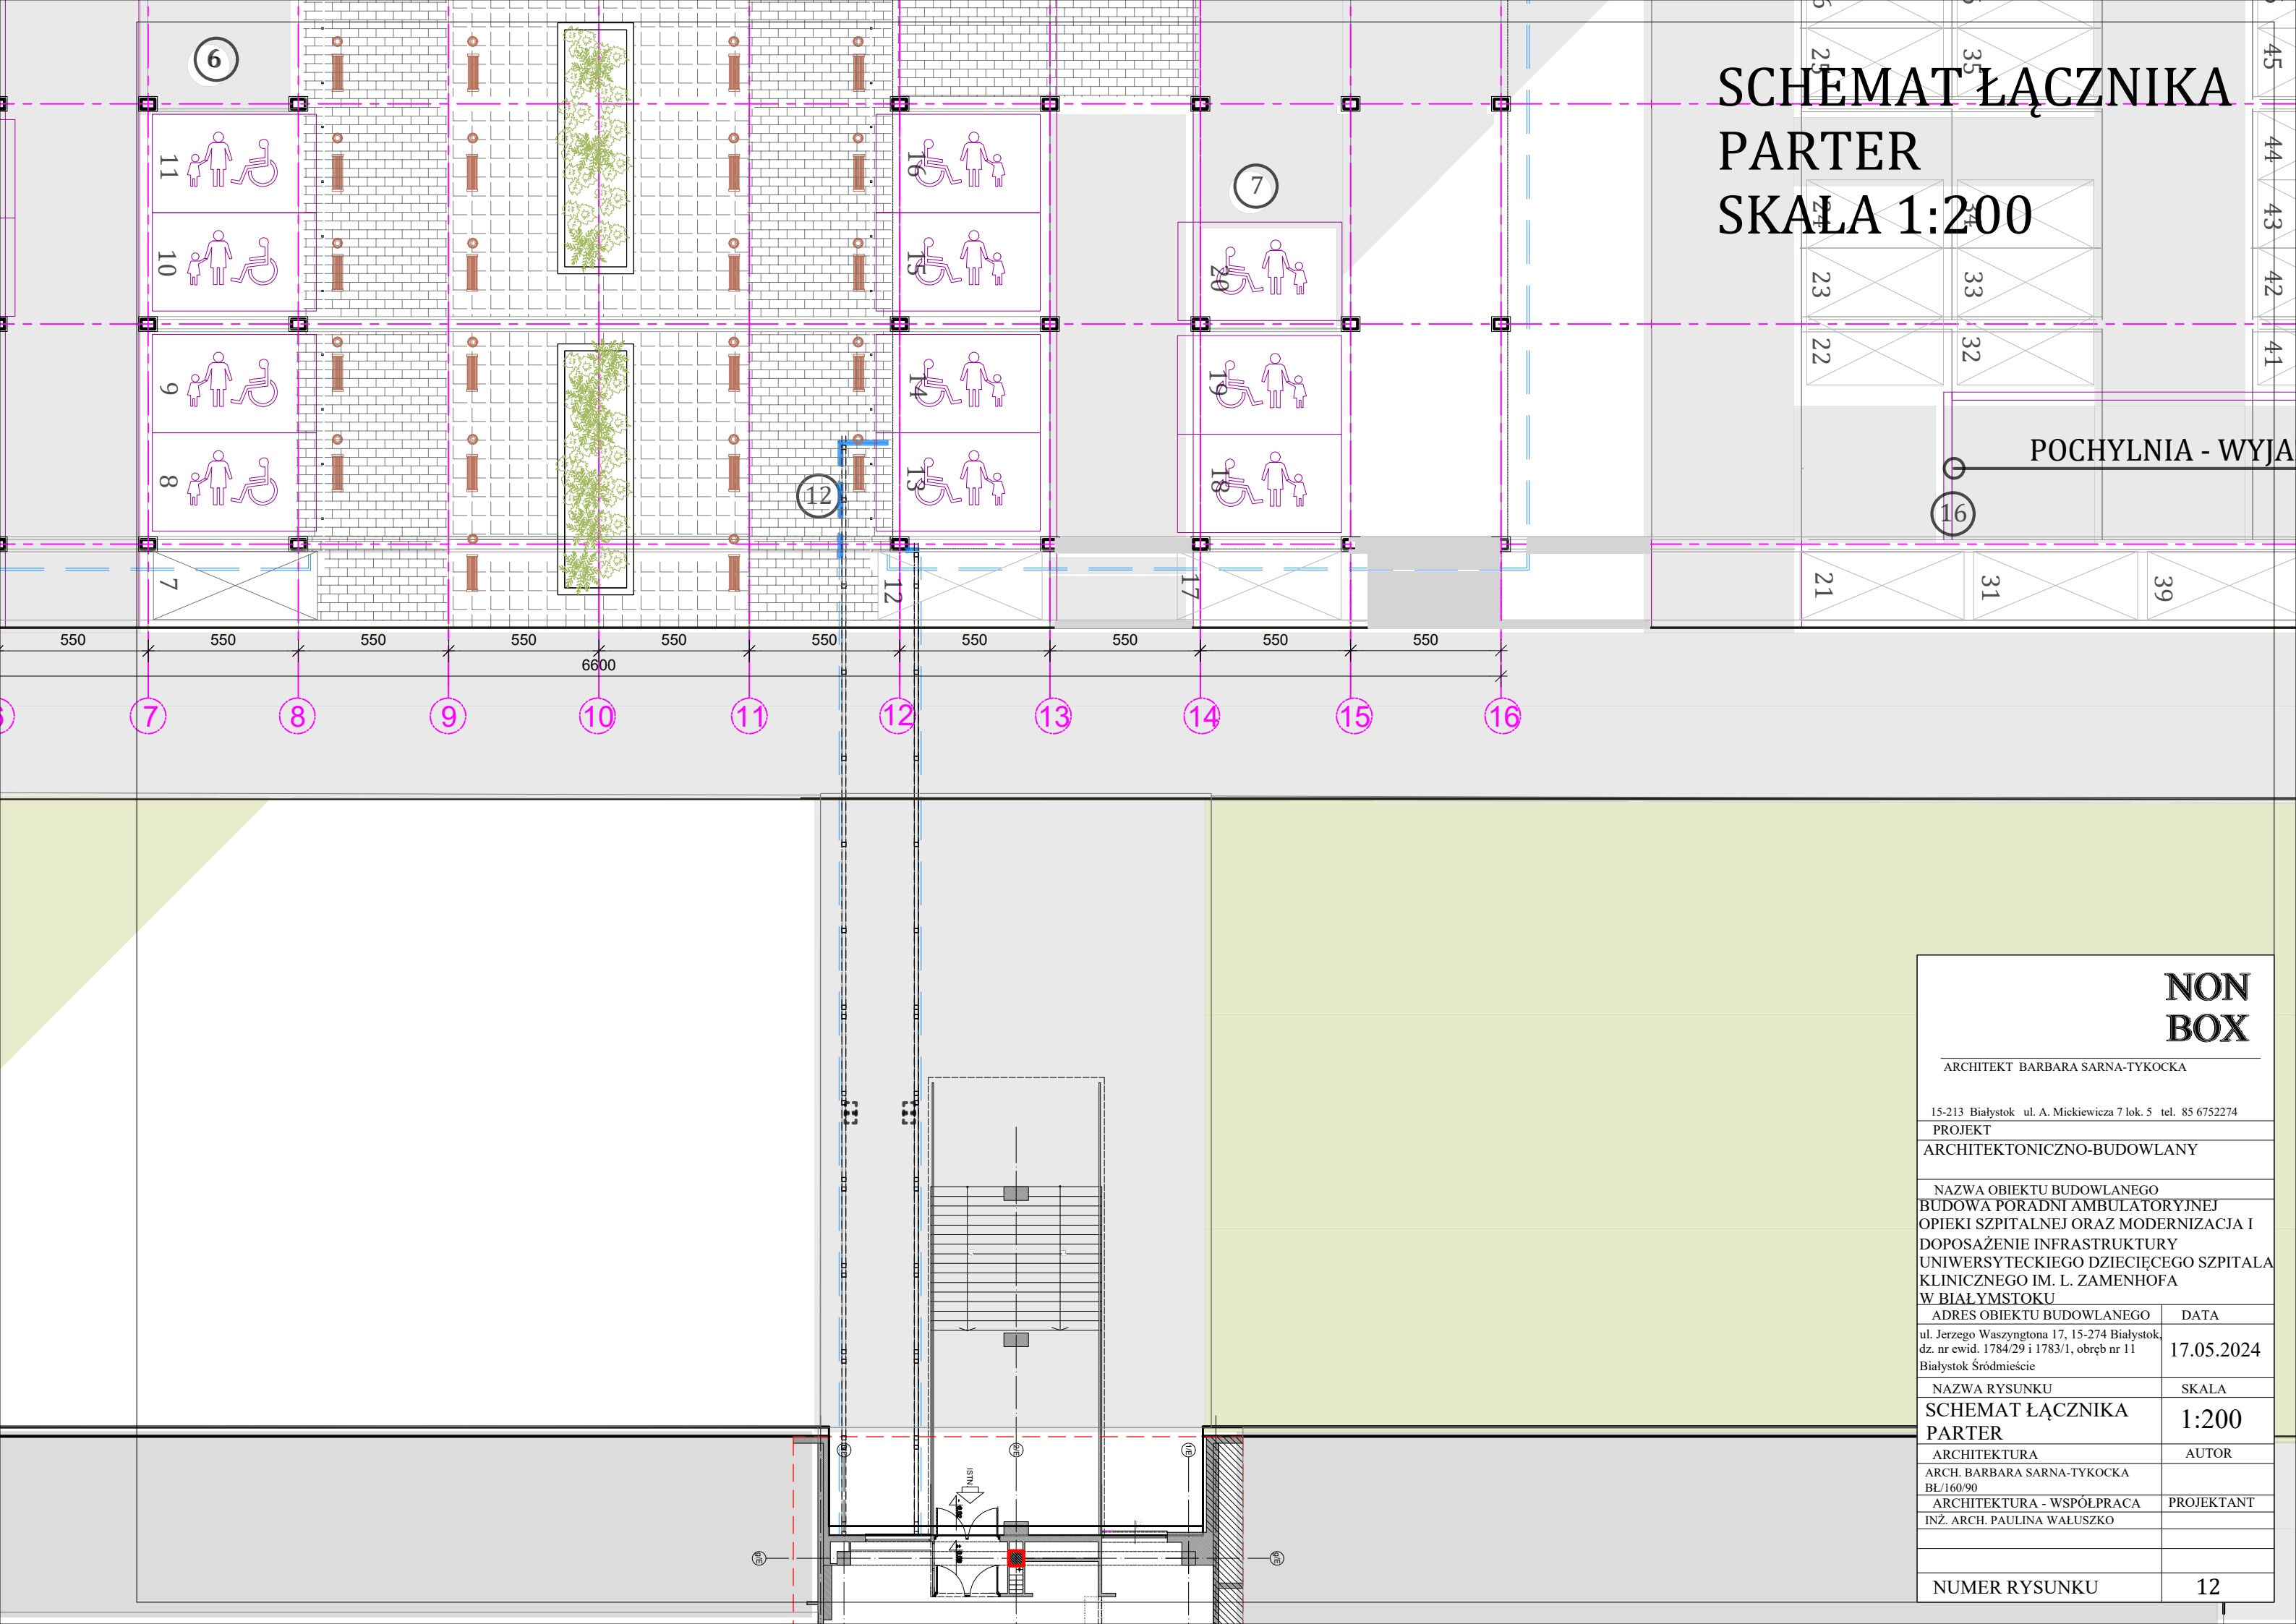 6
25
35
45
SCHEMAT ŁĄCZNIKA
PARTER
SKALA 1:200
11
16
7
44
10
15
20
24
34
43
23
33
42
9
14
19
22
32
41
8
12
13
18
POCHYLNIA - WYJA
16
7
12
17
21
31
39
550 550 550 550 550 550 550 550 550 550
6600
7 8 9 10 11 12 13 14 15 16
NON
BOX
ARCHITEKT BARBARA SARNA-TYKOCKA
15-213 Białystok ul. A. Mickiewicza 7 lok. 5 tel. 85 6752274
PROJEKT
ARCHITEKTONICZNO-BUDOWLANY
NAZWA OBIEKTU BUDOWLANEGO
BUDOWA PORADNI AMBULATORYJNEJ
OPIEKI SZPITALNEJ ORAZ MODERNIZACJA I
DOPOSAŻENIE INFRASTRUKTURY
UNIWERSYTECKIEGO DZIECIĘCEGO SZPITALA
KLINICZNEGO IM. L. ZAMENHOFA
W BIAŁYMSTOKU
ADRES OBIEKTU BUDOWLANEGO DATA
ul. Jerzego Waszyngtona 17, 15-274 Białystok,
dz. nr ewid. 1784/29 i 1783/1, obręb nr 11
Białystok Śródmieście
17.05.2024
NAZWA RYSUNKU SKALA
SCHEMAT ŁĄCZNIKA
PARTER
1:200
ARCHITEKTURA AUTOR
ARCH. BARBARA SARNA-TYKOCKA
BŁ/160/90
ARCHITEKTURA - WSPÓŁPRACA PROJEKTANT
INŻ. ARCH. PAULINA WAŁUSZKO
NUMER RYSUNKU 12
ISTN.